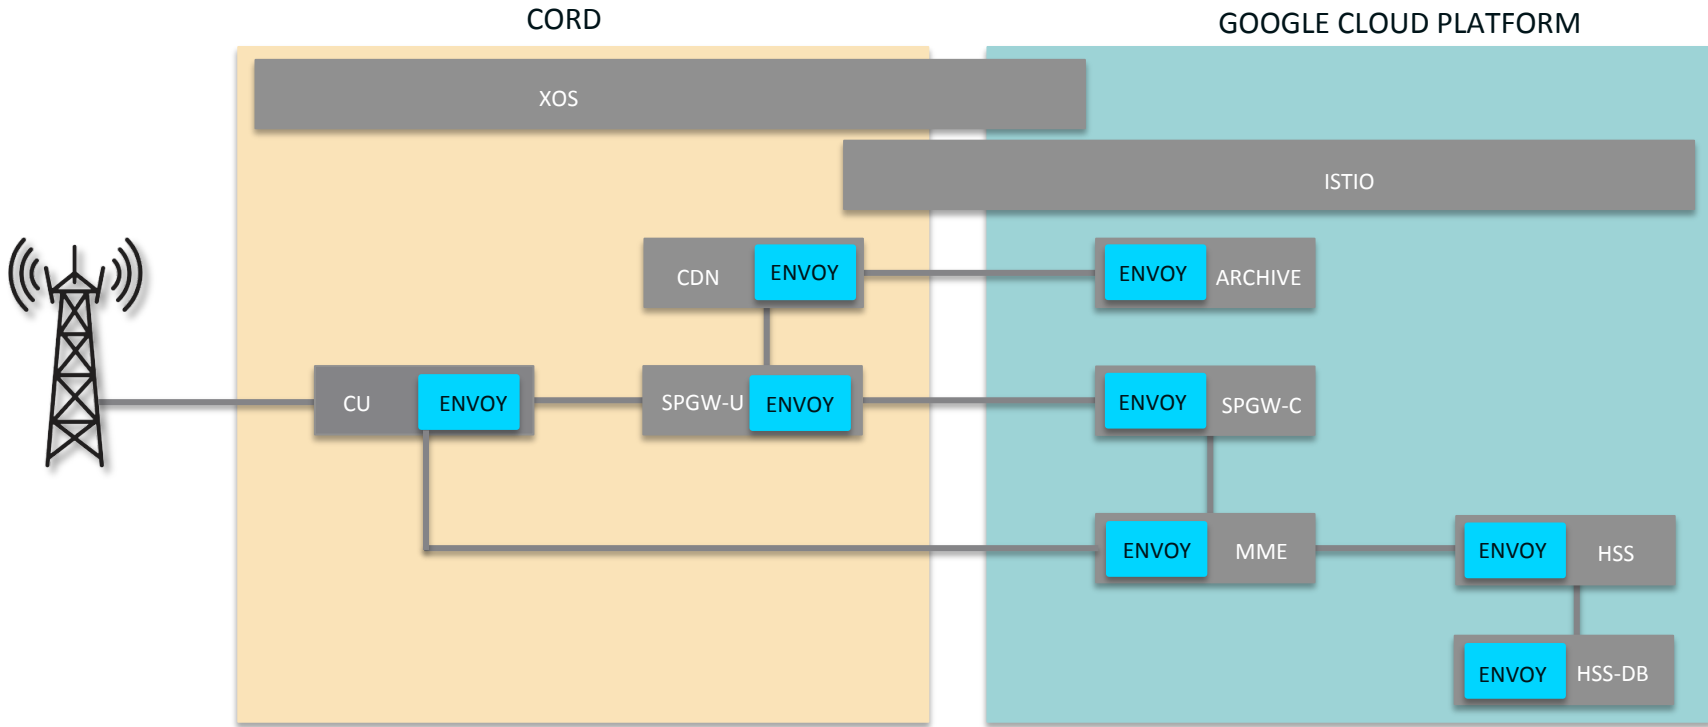 CORD
GOOGLE CLOUD PLATFORM
XOS
ISTIO
CDN ENVOY
ENVOY ARCHIVE
CU ENVOY
SPGW-U ENVOY
ENVOY SPGW-C
ENVOY MME
ENVOY HSS
ENVOY HSS-DB